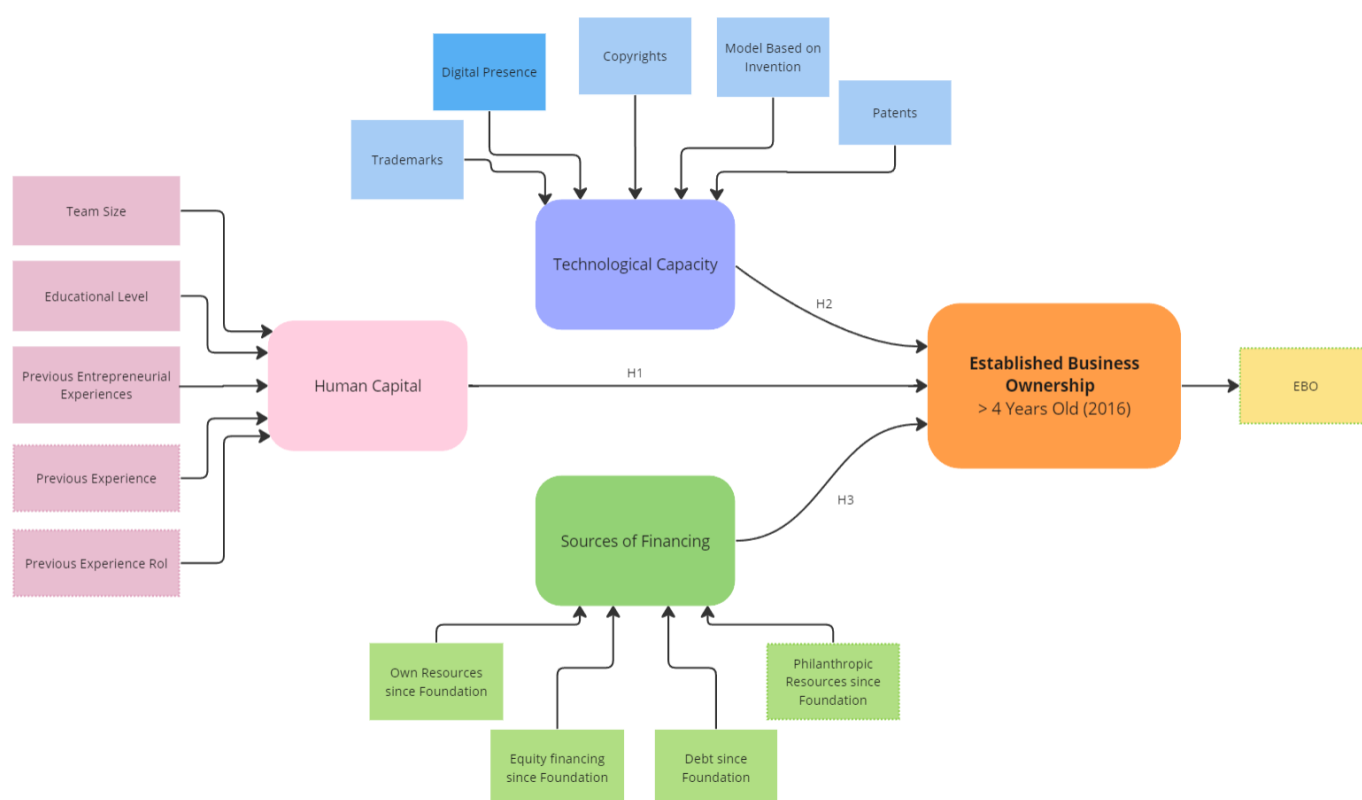 Digital Presence
Copyrights
Model Based on
Invention
Patents
Trademarks
Team Size
Educational Level
Previous Entrepreneurial
Experiences
Previous Experience
Previous Experience Rol
Human Capital
Technological Capacity
H2
H1
H3
Established Business
Ownership
> 4 Years Old (2016)
EBO
Sources of Financing
Own Resources
since Foundation
Equity financing
since Foundation
Debt since
Foundation
Philanthropic
Resources since
Foundation